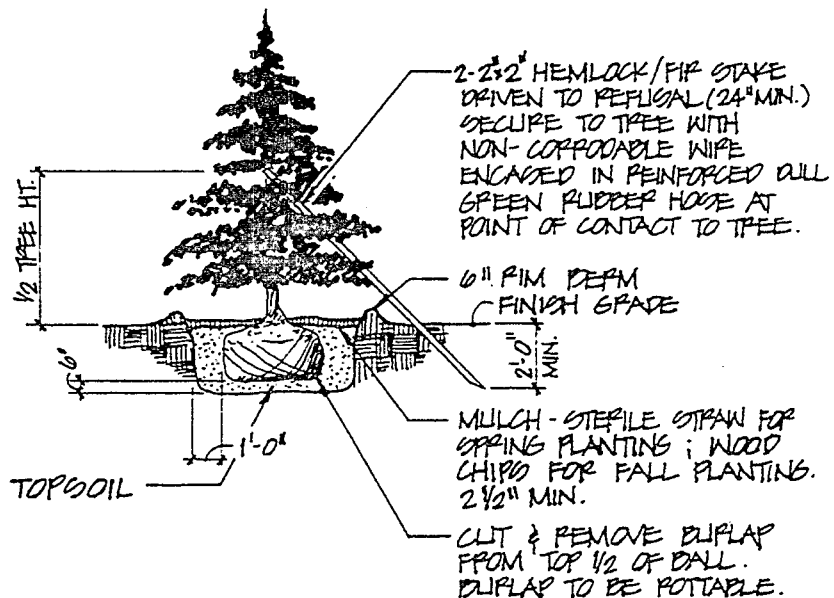 2-2"x2" HEMLOCK/FIR STAKE
DRIVEN TO REFUSAL (24" MIN.)
SECURE TO TREE WITH
NON-CORRODABLE WIRE
ENCASED IN REINFORCED DULL
GREEN RUBBER HOSE AT
POINT OF CONTACT TO TREE.
1/2 TREE HT.
6" RIM BERM
FINISH GRADE
2'-0"
MIN.
6'
1'-0"
TOPSOIL
MULCH - STERILE STRAW FOR
SPRING PLANTING ; WOOD
CHIPS FOR FALL PLANTING.
2 1/2" MIN.
CUT & REMOVE BURLAP
FROM TOP 1/2 OF BALL.
BURLAP TO BE ROTTABLE.